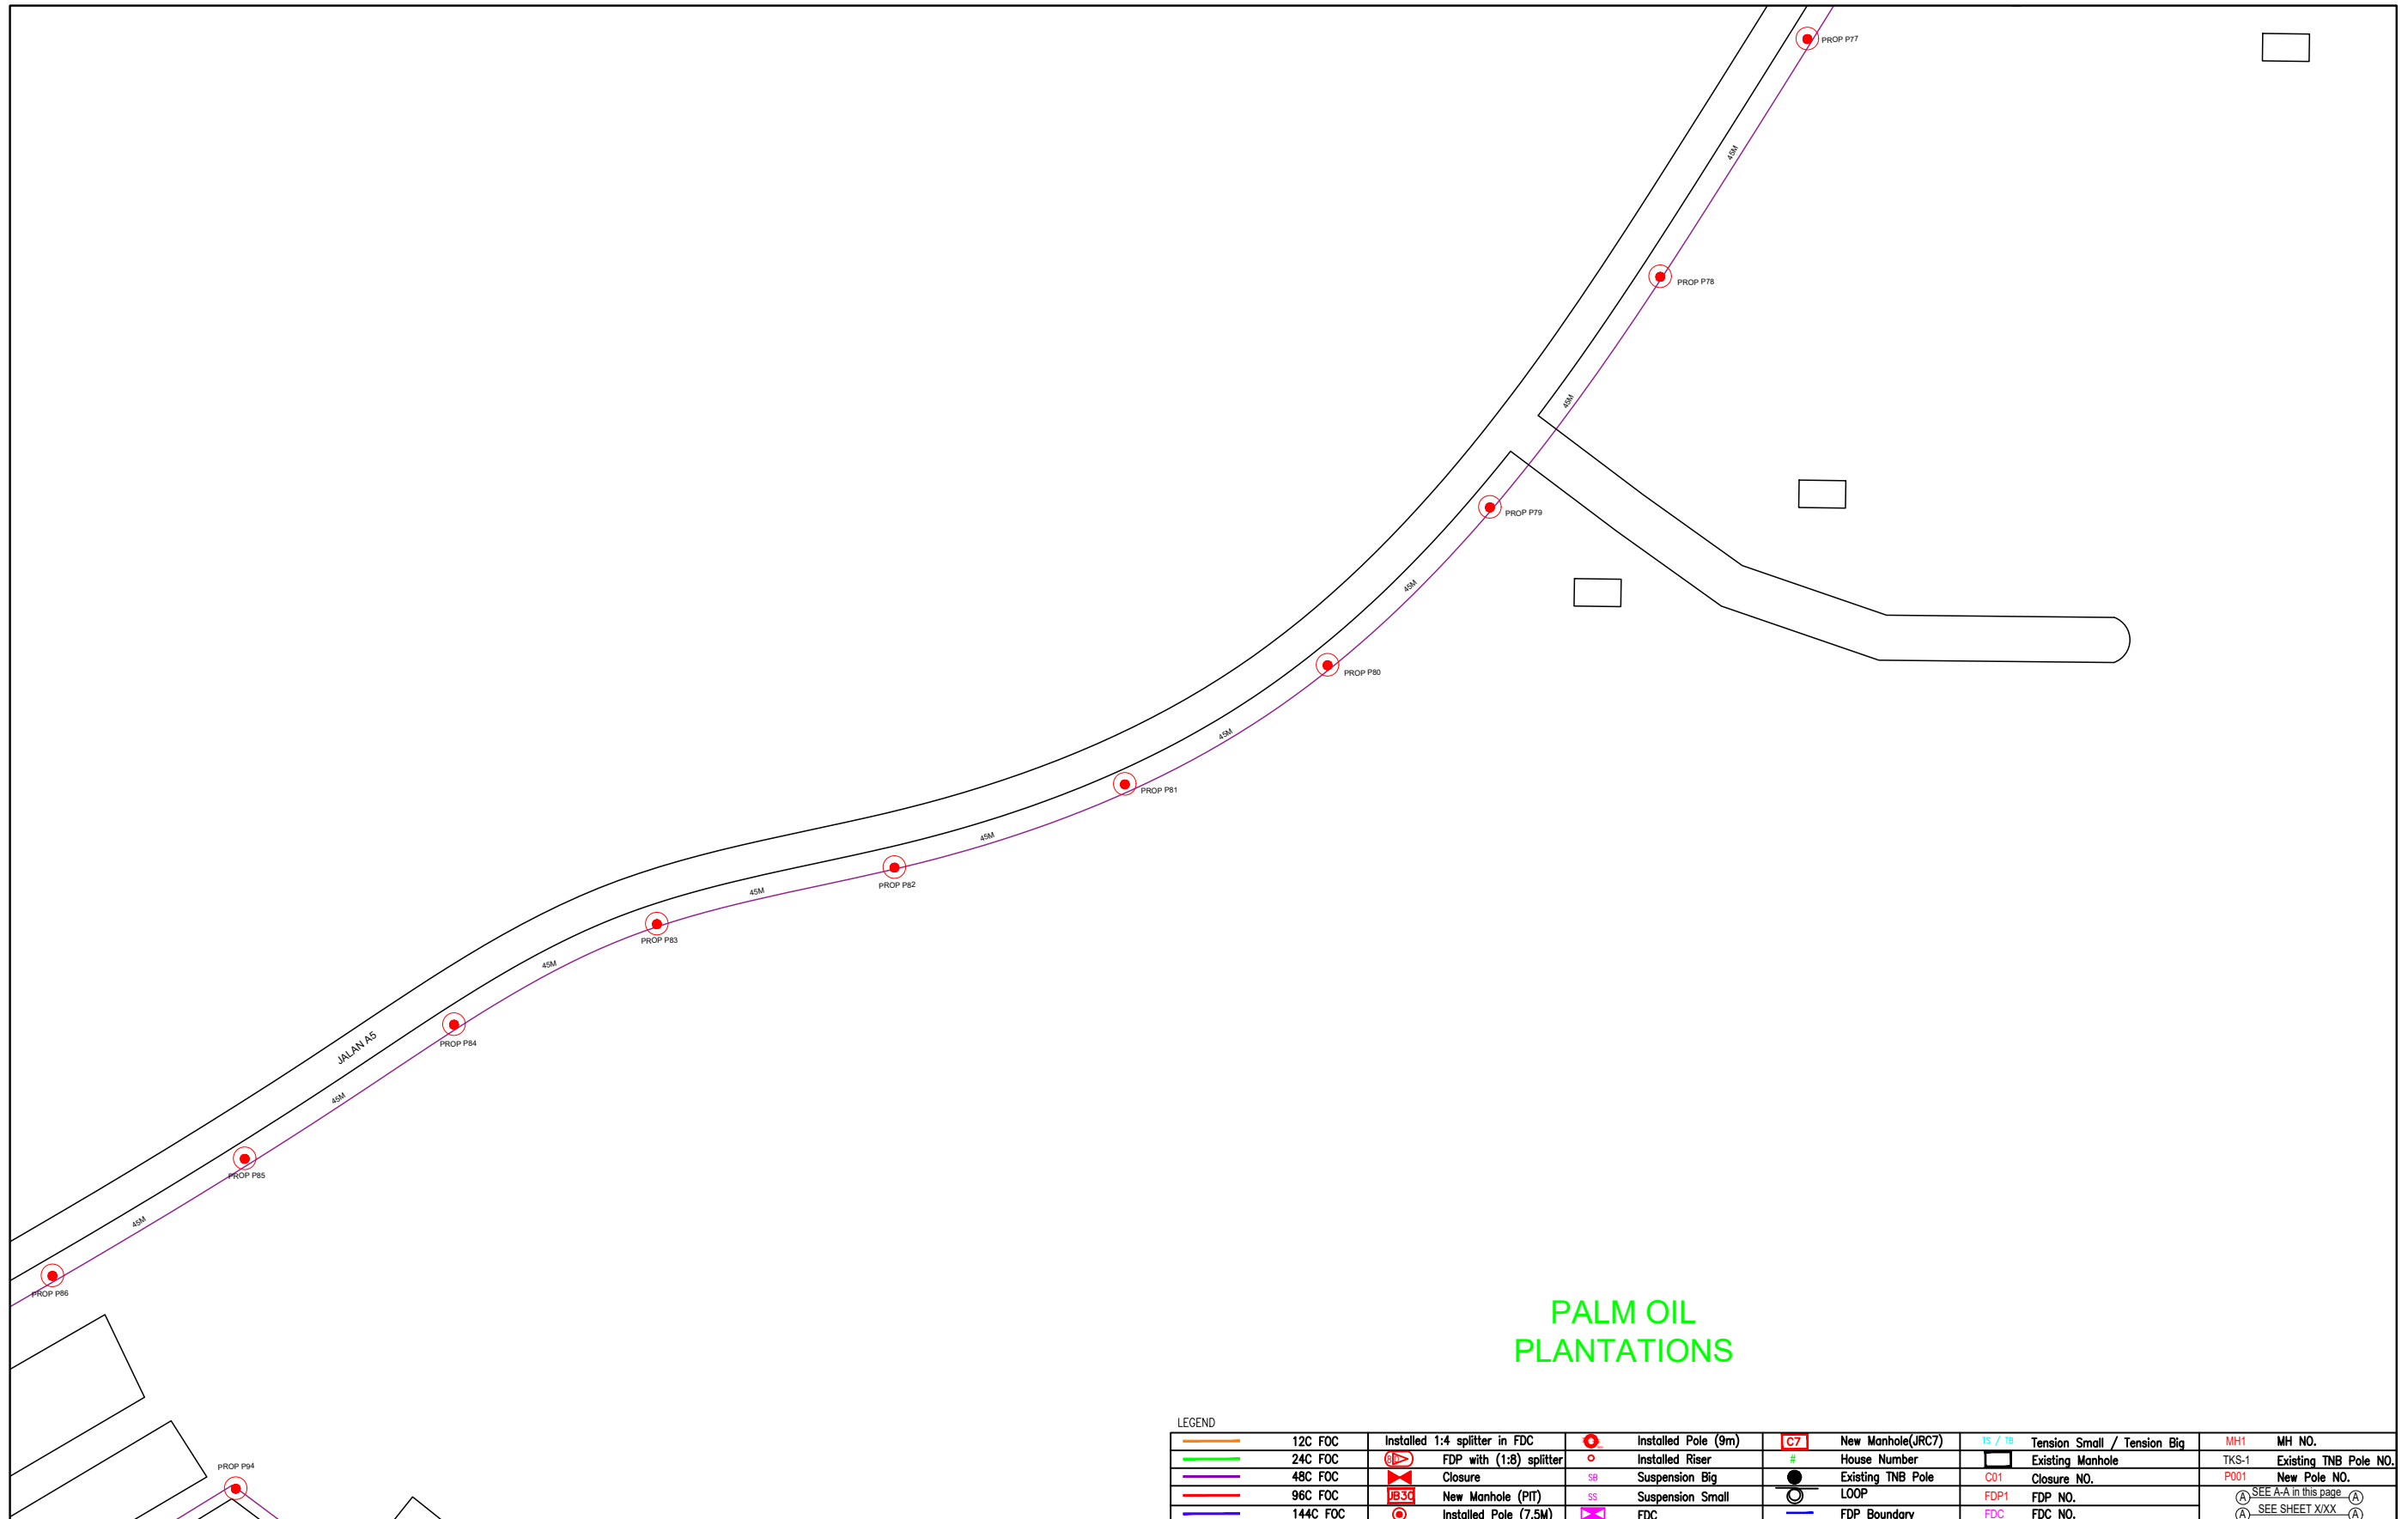 PROP P77
45M
PROP P78
45M
PROP P79
45M
PROP P80
45M
PROP P81
45M
PROP P82
45M
PROP P83
45M
PROP P84
JALAN A5
45M
PROP P85
45M
PROP P86
PROP P94
PALM OIL
PLANTATIONS
LEGEND
12C FOC
Installed 1:4 splitter in FDC
Installed Pole (9m)
C7
New Manhole(JRC7)
TS / TB
Tension Small / Tension Big
MH1
MH NO.
24C FOC
FDP with (1:8) splitter
Installed Riser
#
House Number
Existing Manhole
TKS-1
Existing TNB Pole NO.
48C FOC
Closure
SB
Suspension Big
Existing TNB Pole
C01
Closure NO.
P001
New Pole NO.
96C FOC
JB30
New Manhole (PIT)
SS
Suspension Small
LOOP
FDP1
FDP NO.
A SEE A-A in this page A
144C FOC
Installed Pole (7.5M)
FDC
FDP Boundary
FDC
FDC NO.
A SEE SHEET X/XX A